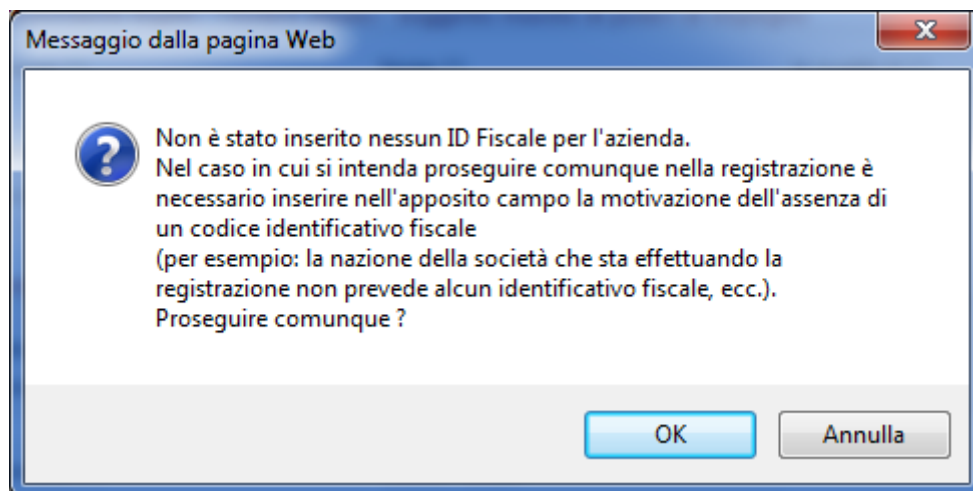 Messaggio dalla pagina Web
Non è stato inserito nessun ID Fiscale per l'azienda.
Nel caso in cui si intenda proseguire comunque nella registrazione è
necessario inserire nell'apposito campo la motivazione dell'assenza di
un codice identificativo fiscale
(per esempio: la nazione della società che sta effettuando la
registrazione non prevede alcun identificativo fiscale, ecc.).
Proseguire comunque ?
OK
Annulla